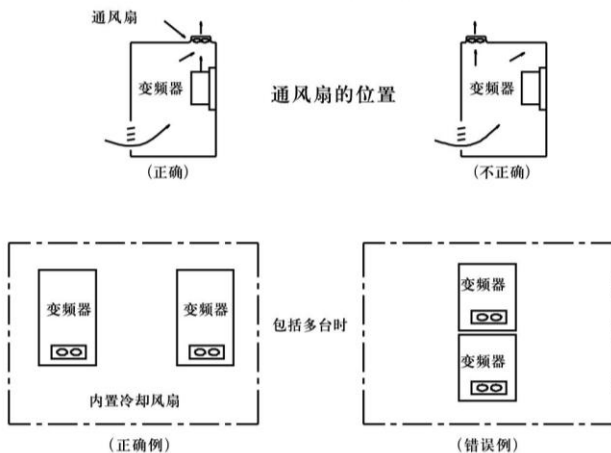 通风扇
变频器
通风扇的位置
变频器
(正确)
(不正确)
变频器
变频器
包括多台时
变频器
变频器
内置冷却风扇
(正确例)
(错误例)